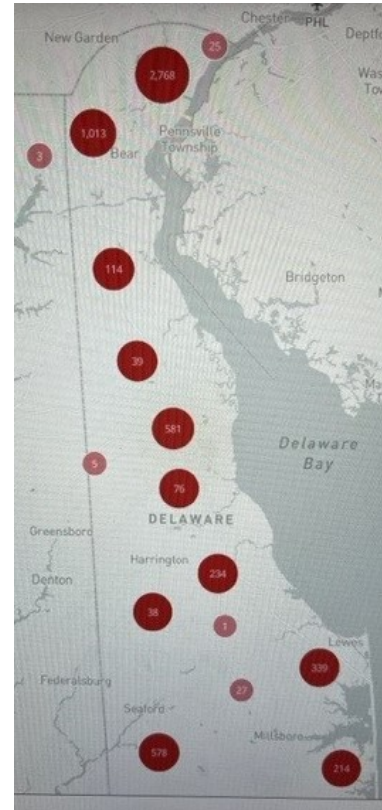 Chester
PHL
New Garden
25
Deptf
2,768
Was
Tow
1,013
Pennsville
Township
3
Bear
114
Bridgeton
39
Ma
581
Delaware
Bay
5
76
DELAWARE
Greensboro
Harrington
234
Denton
38
1
Lewes
339
Federalsburg
27
Seaford
Millsboro
578
214